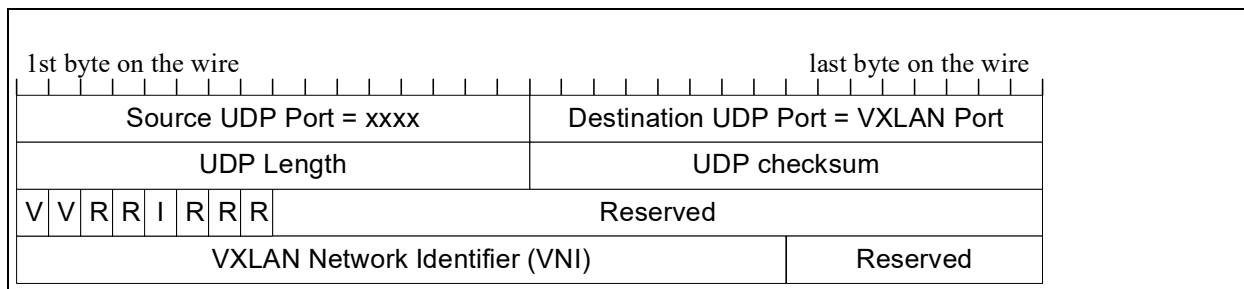 1st byte on the wire last byte on the wire
Source UDP Port = xxxx Destination UDP Port = VXLAN Port
UDP Length UDP checksum
V V R R I R R R Reserved
VXLAN Network Identifier (VNI) Reserved